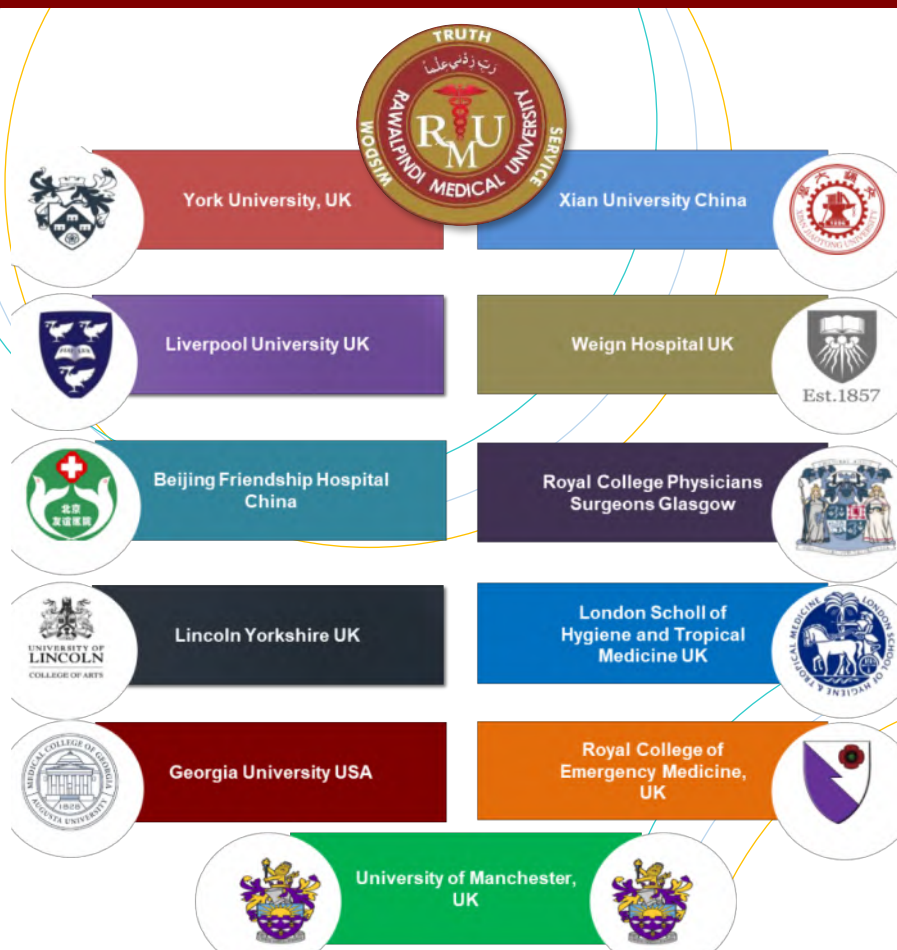 TRUTH
رَبِّ زِدْنِي عِلْمًا
WISDOM
RAWALPINDI MEDICAL UNIVERSITY
SERVICE
RMU
York University, UK
Xian University China
XIAN JIAOTONG UNIVERSITY
1896
Liverpool University UK
Weign Hospital UK
Est.1857
Beijing Friendship Hospital
China
北京
友谊医院
Royal College Physicians
Surgeons Glasgow
Lincoln Yorkshire UK
UNIVERSITY OF
LINCOLN
COLLEGE OF ARTS
London Scholl of
Hygiene and Tropical
Medicine UK
LONDON SCHOOL OF HYGIENE & TROPICAL MEDICINE
Georgia University USA
MEDICAL COLLEGE OF GEORGIA
1828
AUGUSTA UNIVERSITY
Royal College of
Emergency Medicine,
UK
University of Manchester,
UK